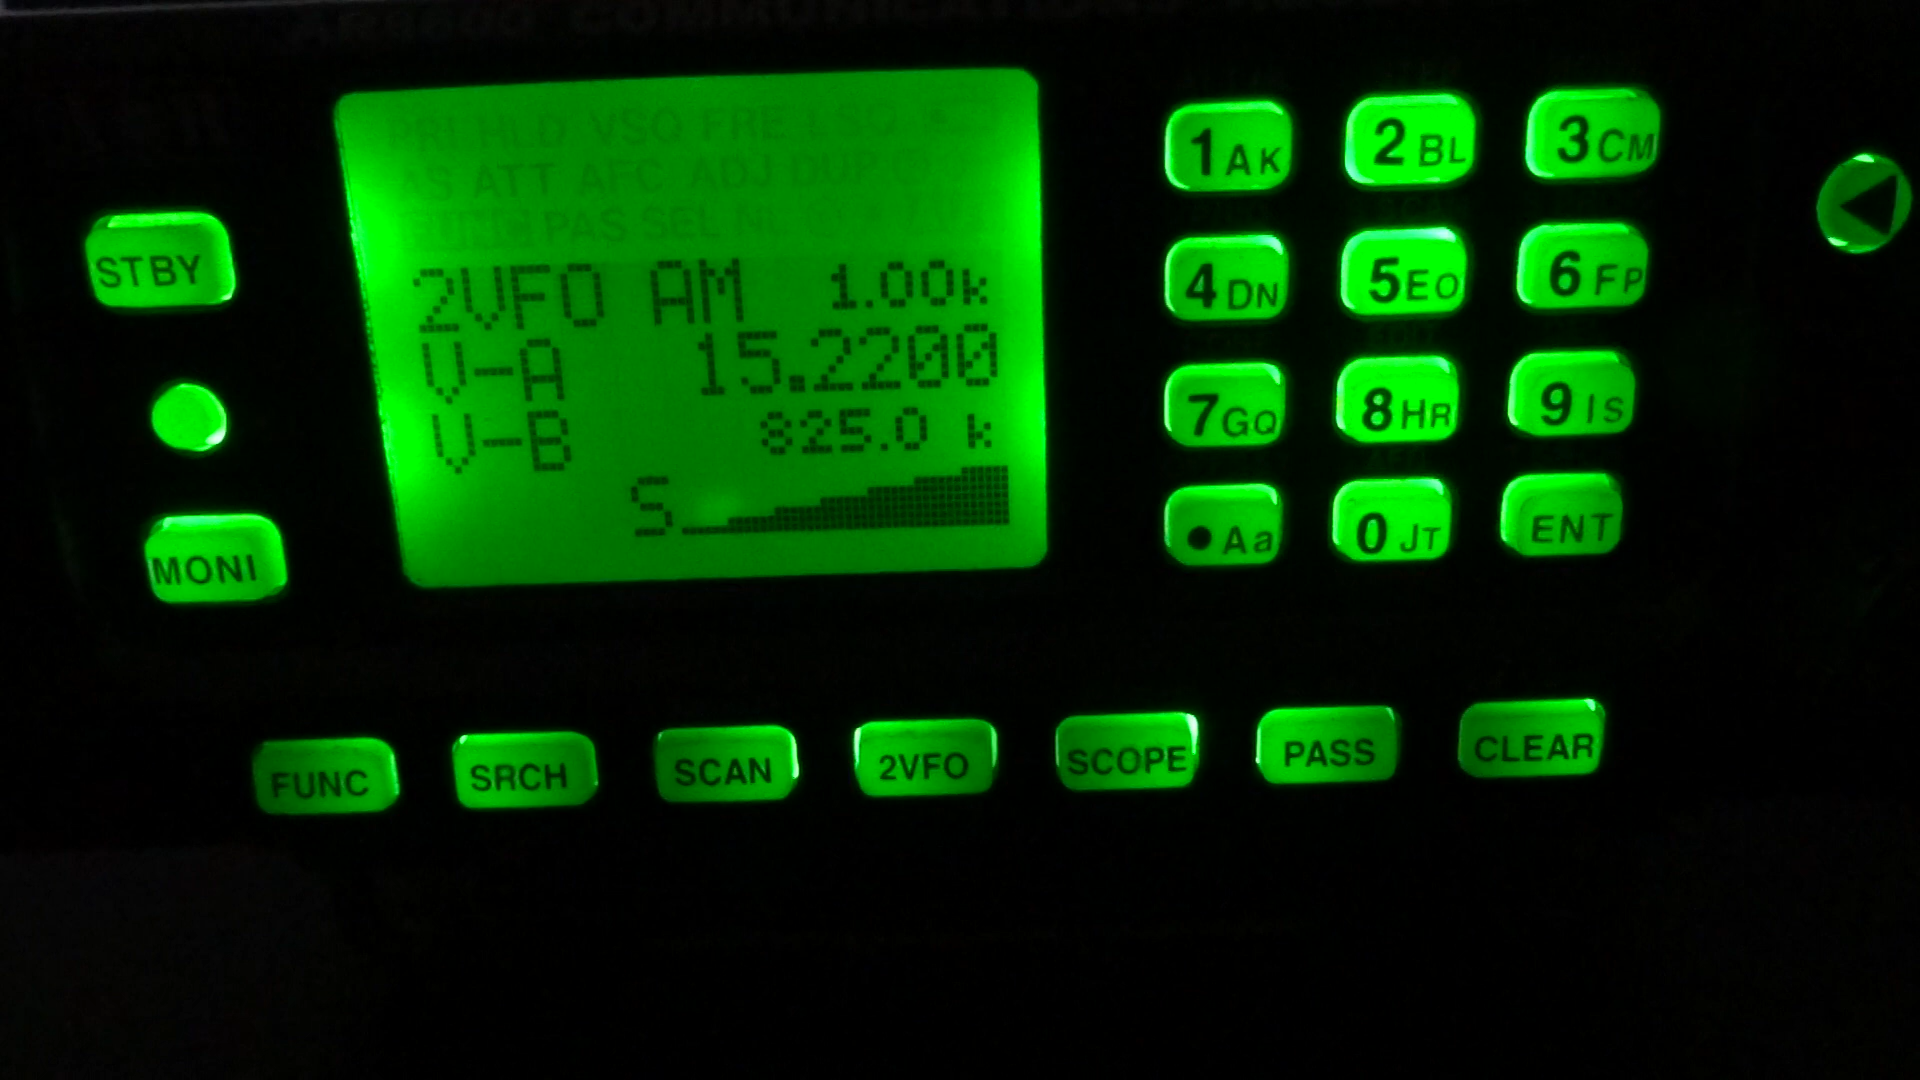 COMMUNICATIONS
PRI HLD VSQ FRE LSQ
AS ATT AFC ADJ DUP
PAS SEL
2VFO AM 1.00k
V-A 15.2200
V-B 825.0 k
S
STBY
MONI
1AK 2BL 3CM
4DN 5EO 6FP
7GQ 8HR 9IS
●Aa 0JT ENT
FUNC SRCH SCAN 2VFO SCOPE PASS CLEAR